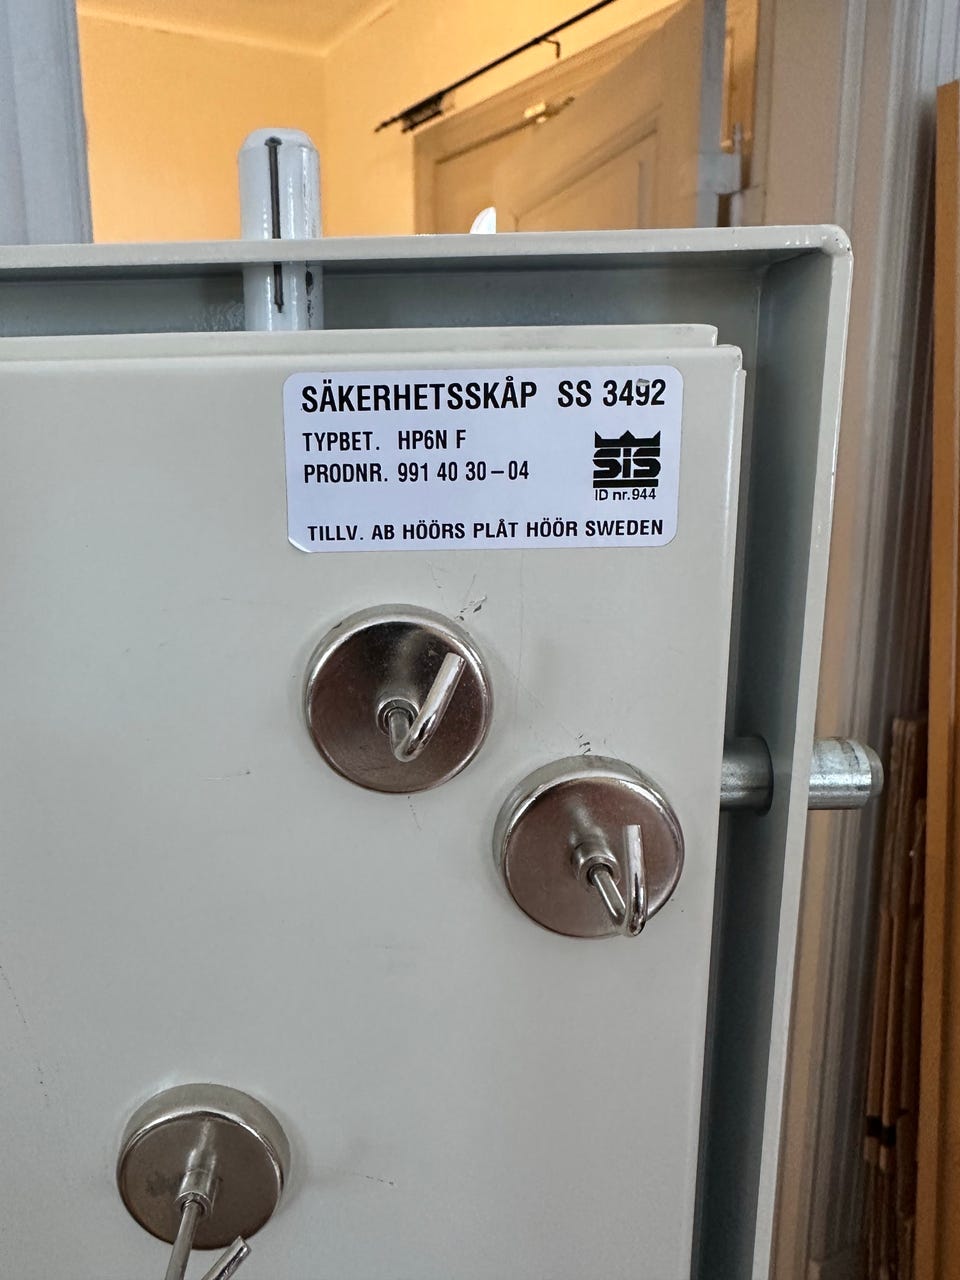 SÄKERHETSSKÅP SS 3492
TYPBET. HP6N F
PRODNR. 991 40 30 – 04
SIS
ID nr. 944
TILLV. AB HÖÖRS PLÅT HÖÖR SWEDEN